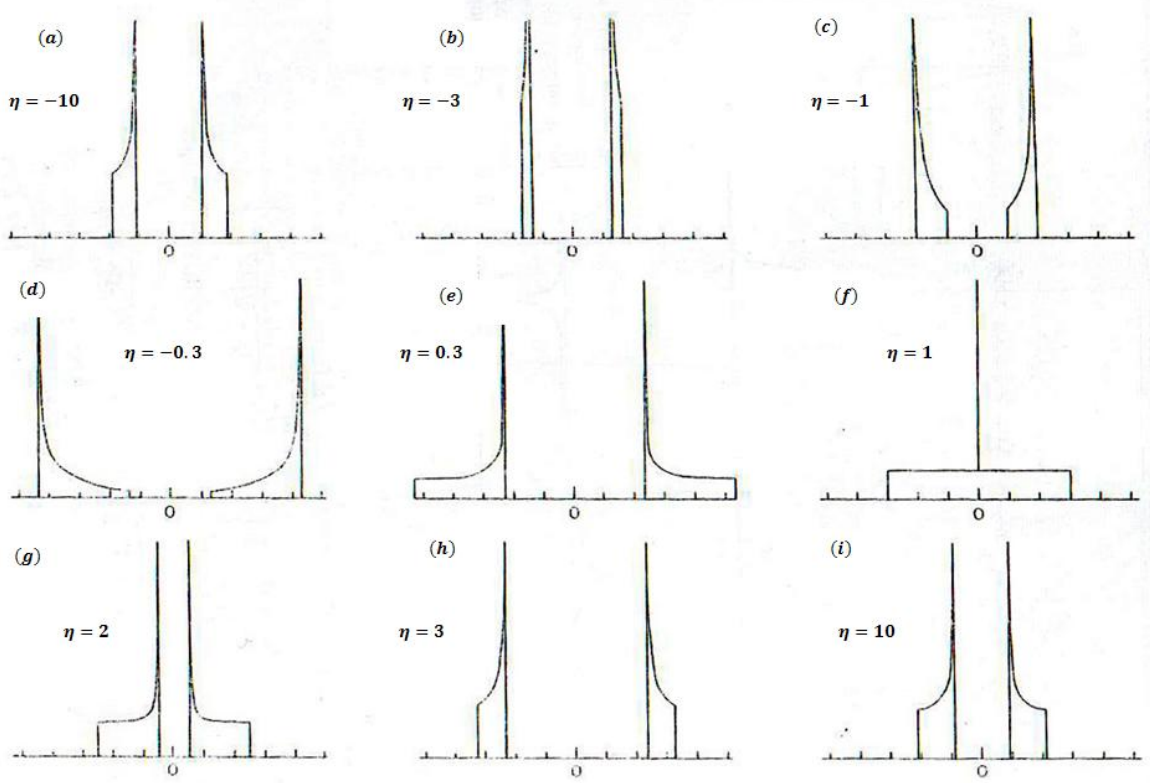 (a)
η = −10
0
(b)
η = −3
0
(c)
η = −1
0
(d)
η = −0.3
0
(e)
η = 0.3
0
(f)
η = 1
0
(g)
η = 2
0
(h)
η = 3
0
(i)
η = 10
0